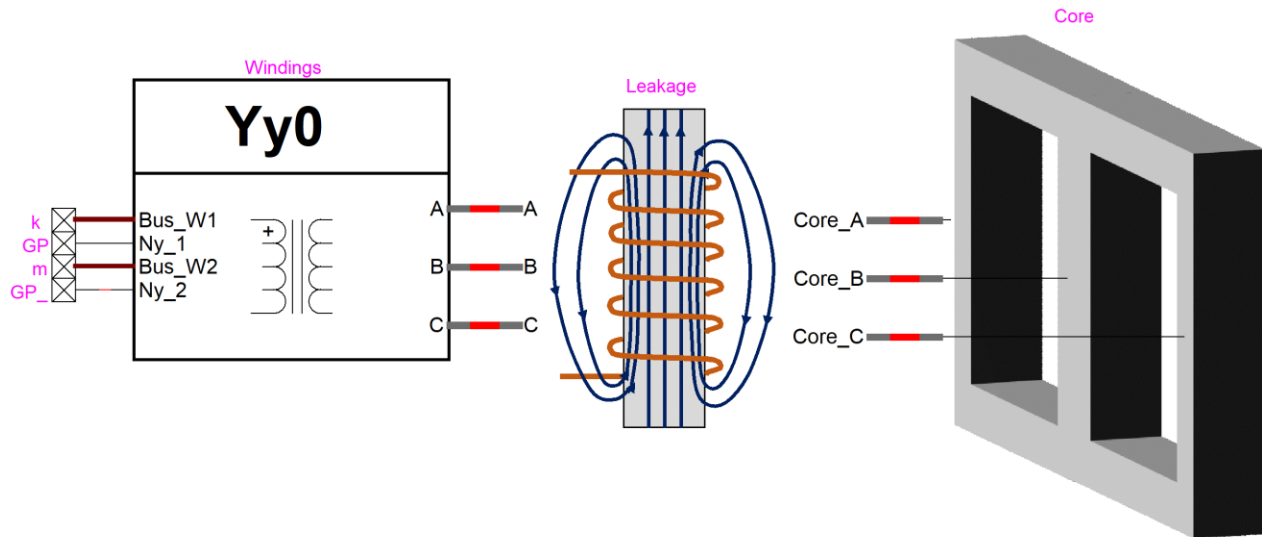 Windings
Yy0
k
GP
m
GP_
Bus_W1
Ny_1
Bus_W2
Ny_2
+
A
B
C
A
B
C
Leakage
Core_A
Core_B
Core_C
Core